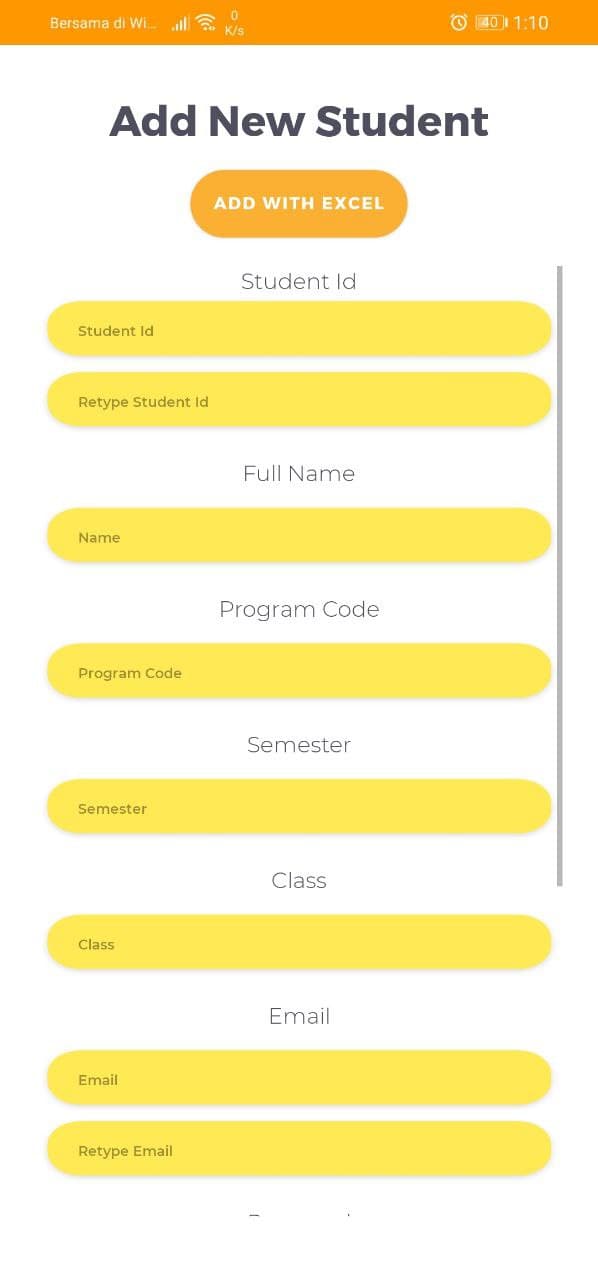 Bersama di Wi... 0 K/s 40 1:10
Add New Student
ADD WITH EXCEL
Student Id
Student Id
Retype Student Id
Full Name
Name
Program Code
Program Code
Semester
Semester
Class
Class
Email
Email
Retype Email